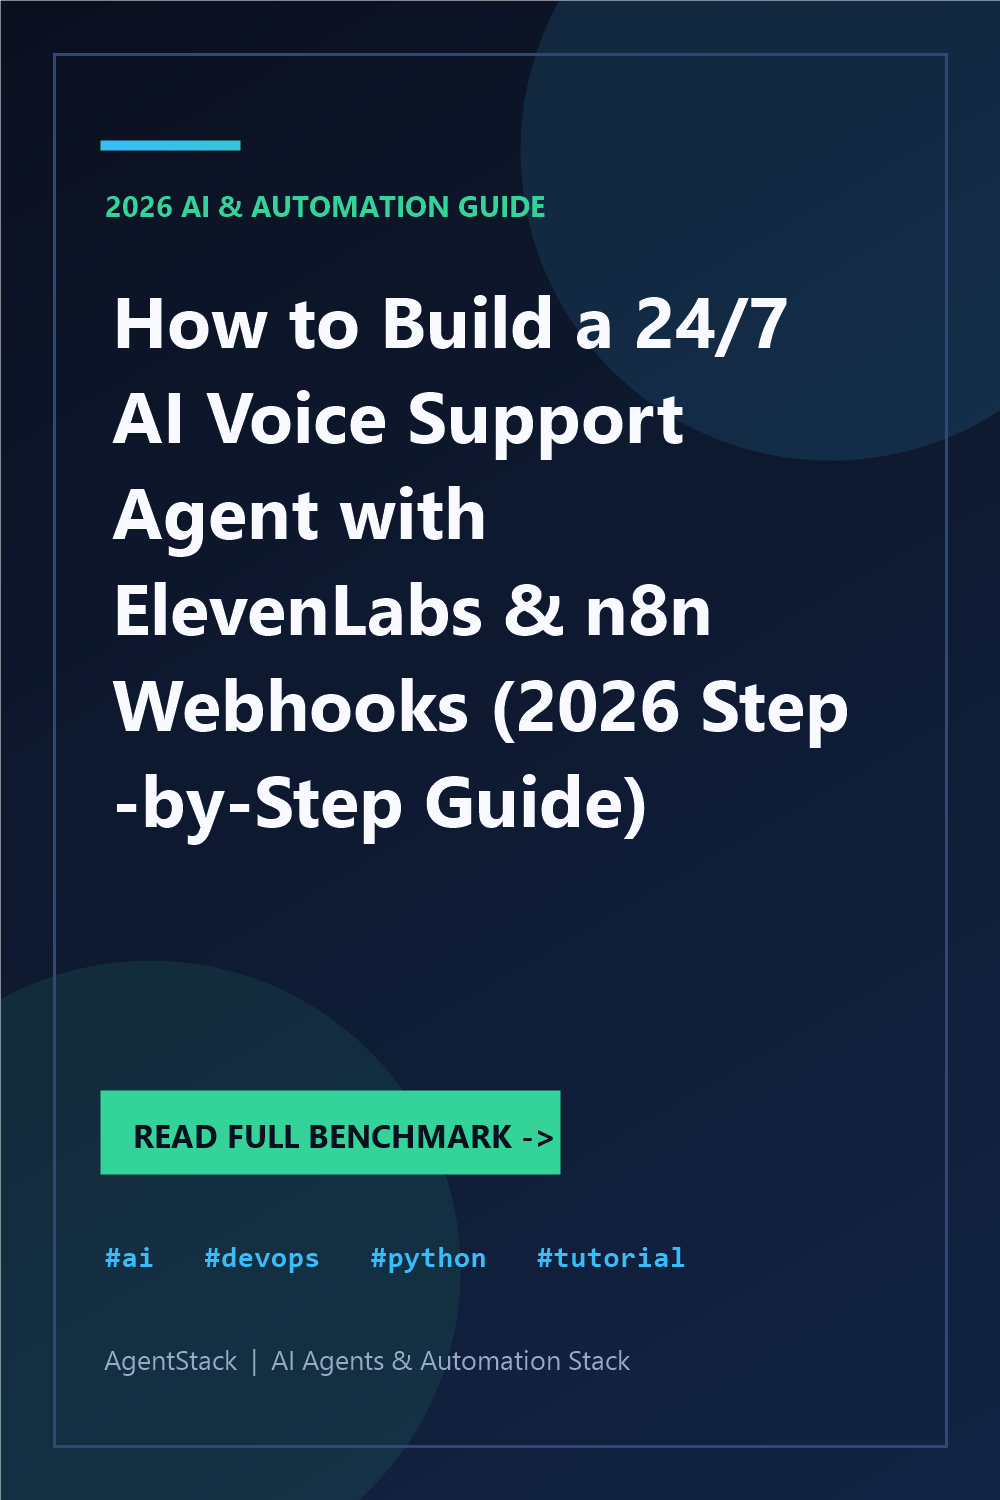 2026 AI & AUTOMATION GUIDE
How to Build a 24/7
AI Voice Support
Agent with
ElevenLabs & n8n
Webhooks (2026 Step
-by-Step Guide)
READ FULL BENCHMARK ->
#ai #devops #python #tutorial
AgentStack | AI Agents & Automation Stack